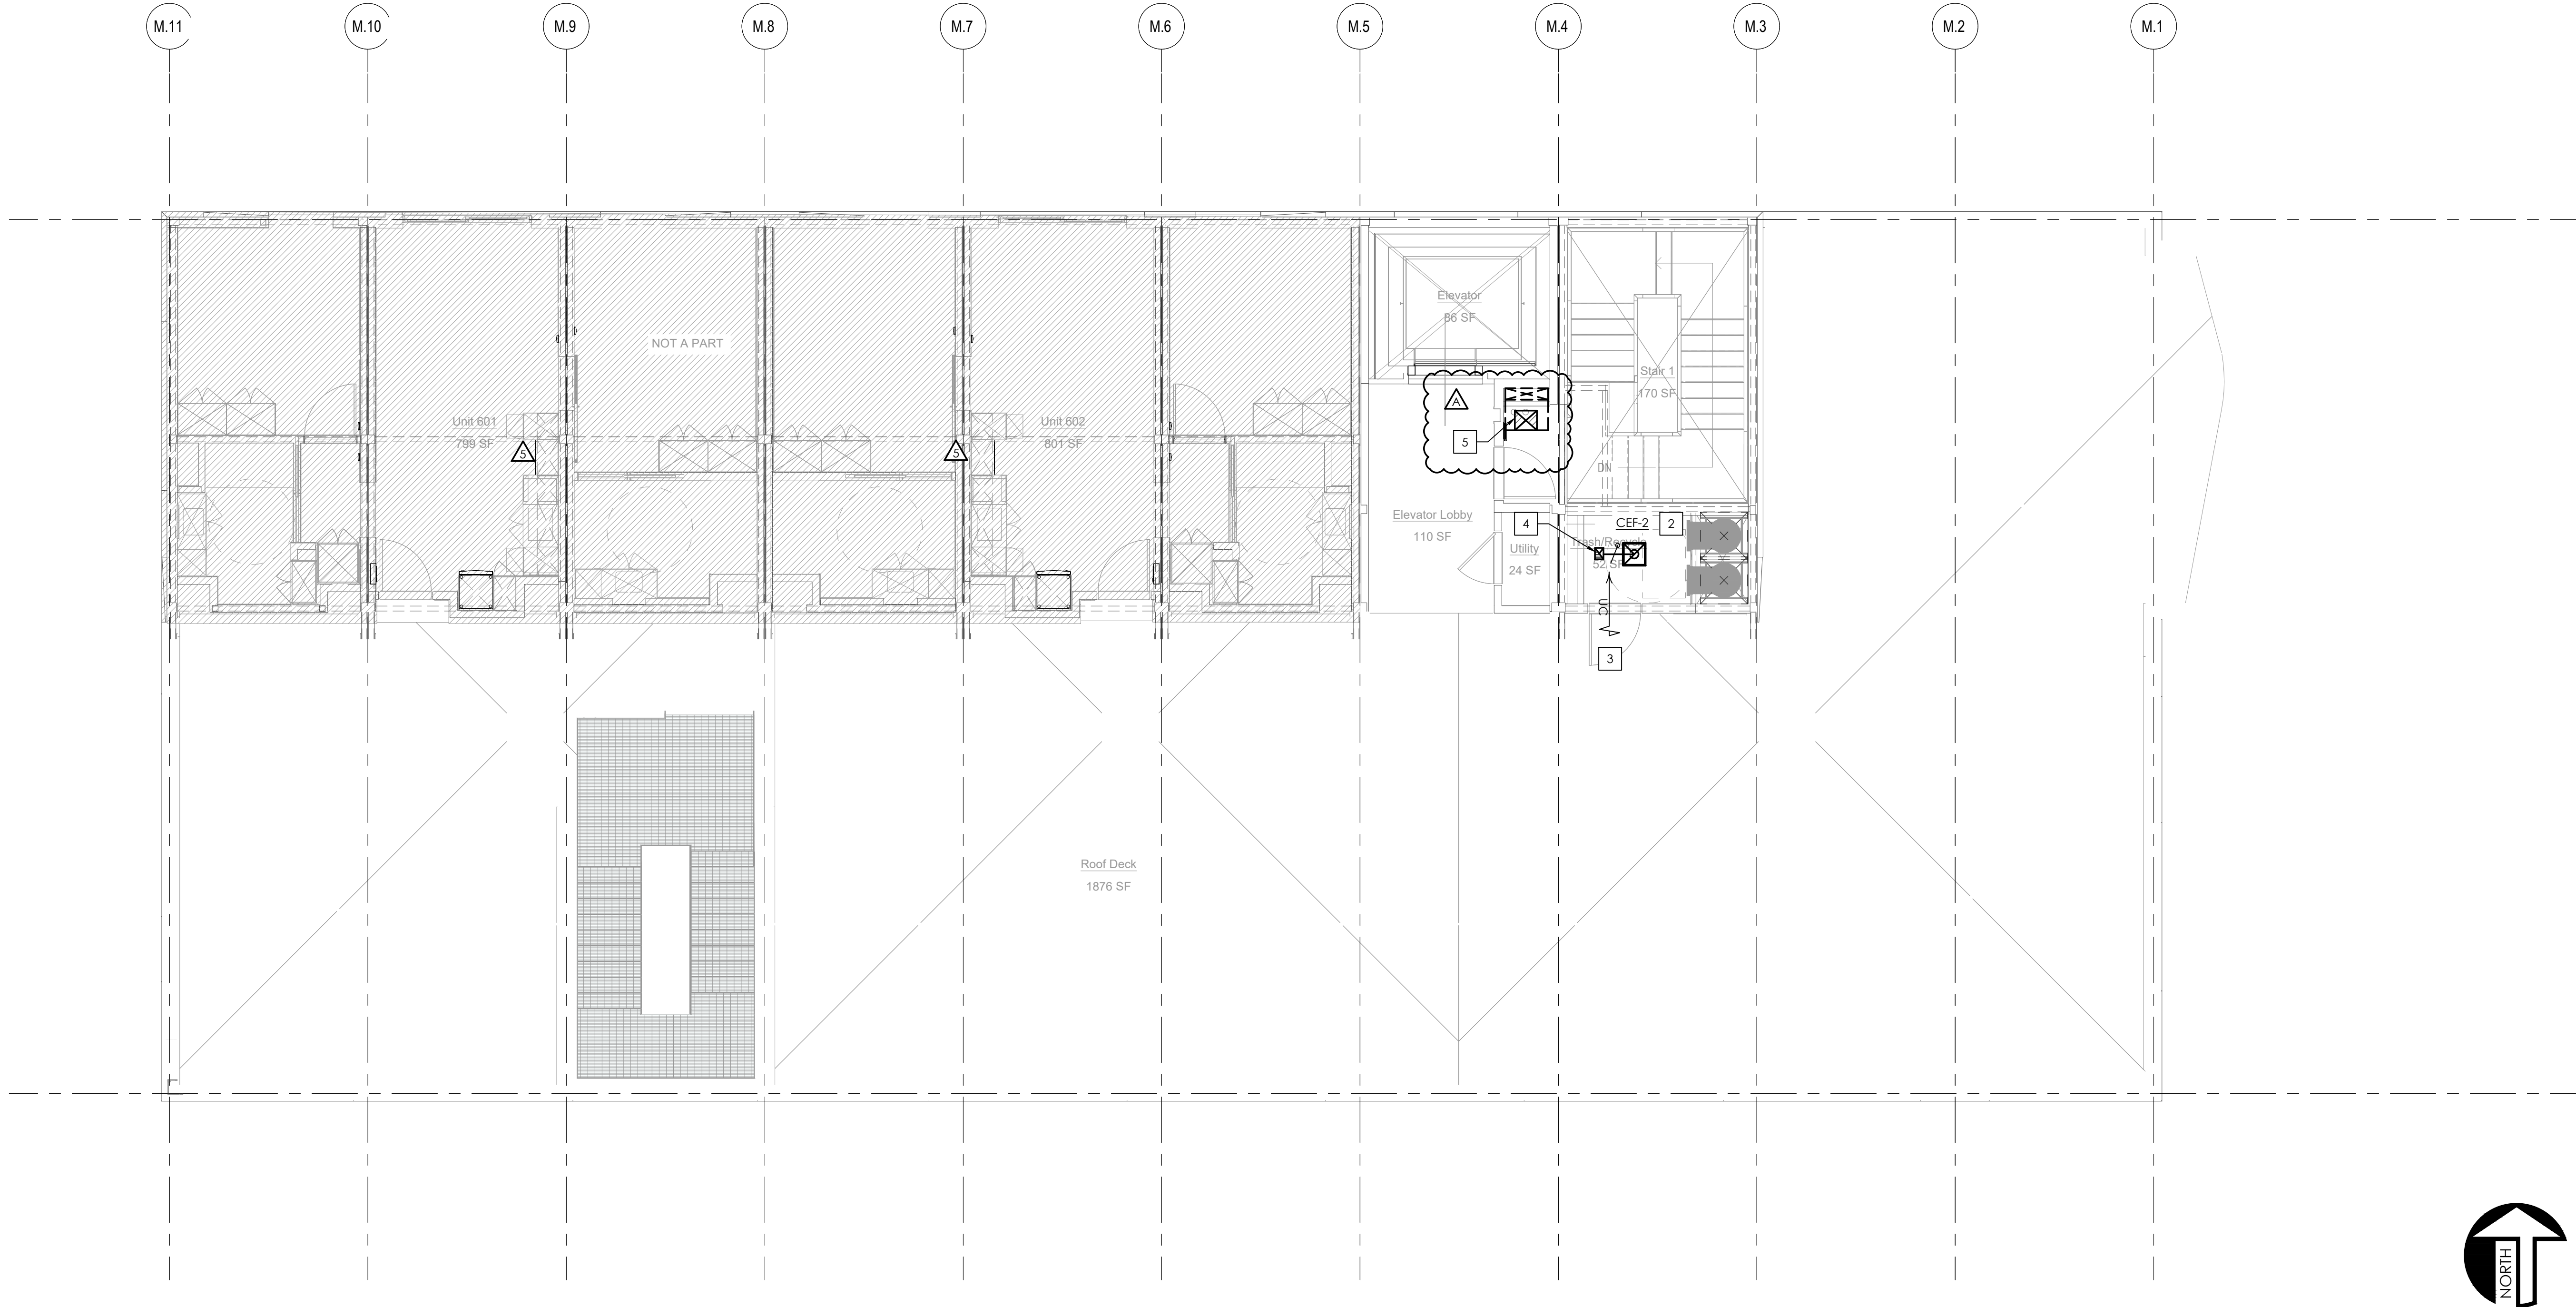 M.11 M.10 M.9 M.8 M.7 M.6 M.5 M.4 M.3 M.2 M.1
Elevator
86 SF
NOT A PART
Stair 1
170 SF
A
Unit 601
799 SF
Unit 602
801 SF
5
5
5
DN
Elevator Lobby
110 SF
4
CEF-2
2
Utility
24 SF
Trash/Recycle
52 SF
UC
3
Roof Deck
1876 SF
NORTH